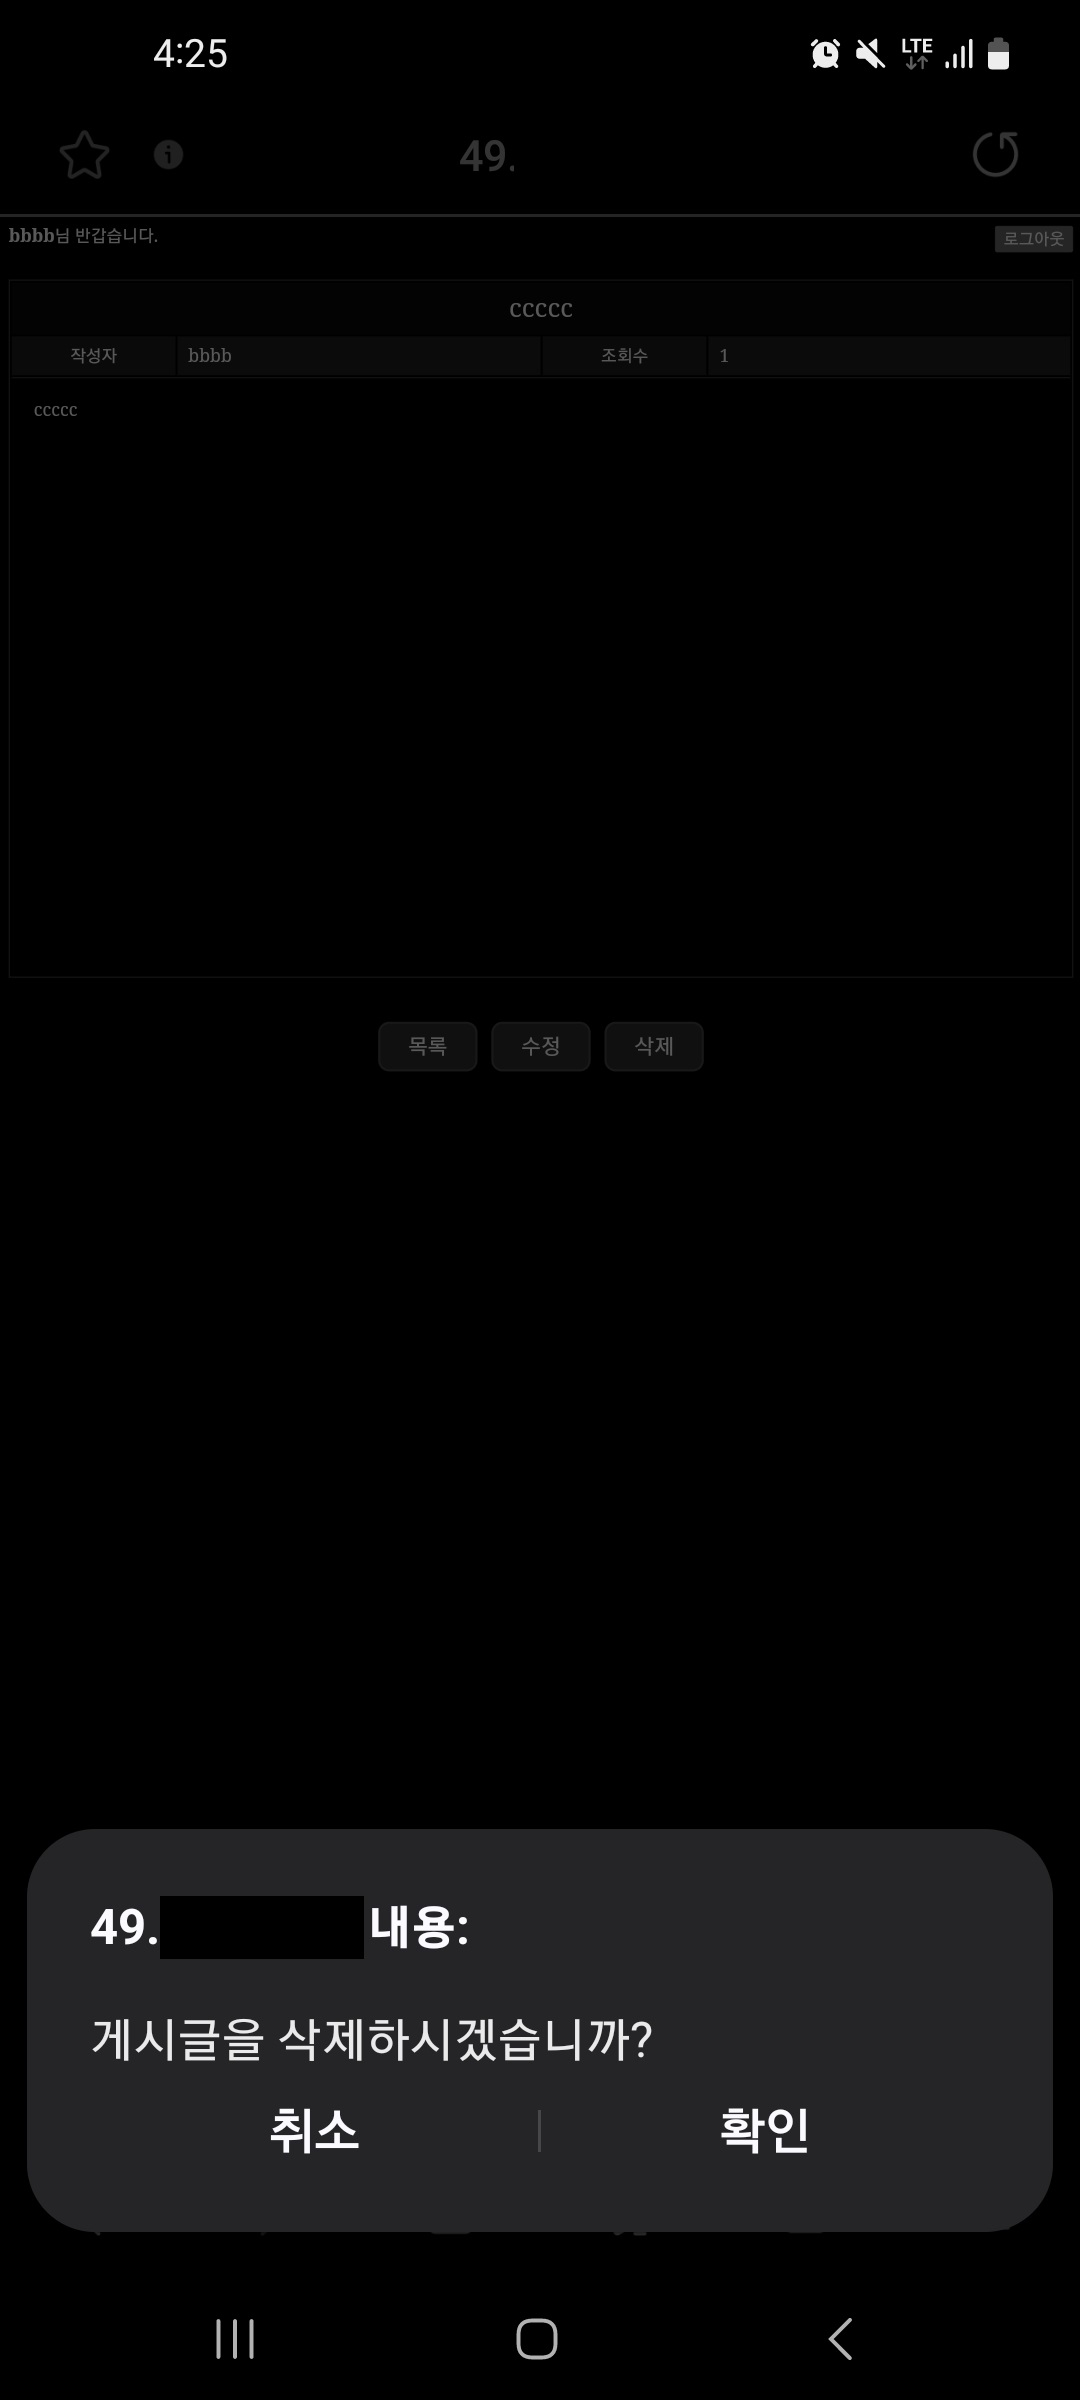 4:25
LTE
49.
bbbb님 반갑습니다.
로그아웃
ccccc
작성자 bbbb 조회수 1
ccccc
목록 수정 삭제
49. 내용:
게시글을 삭제하시겠습니까?
취소 확인